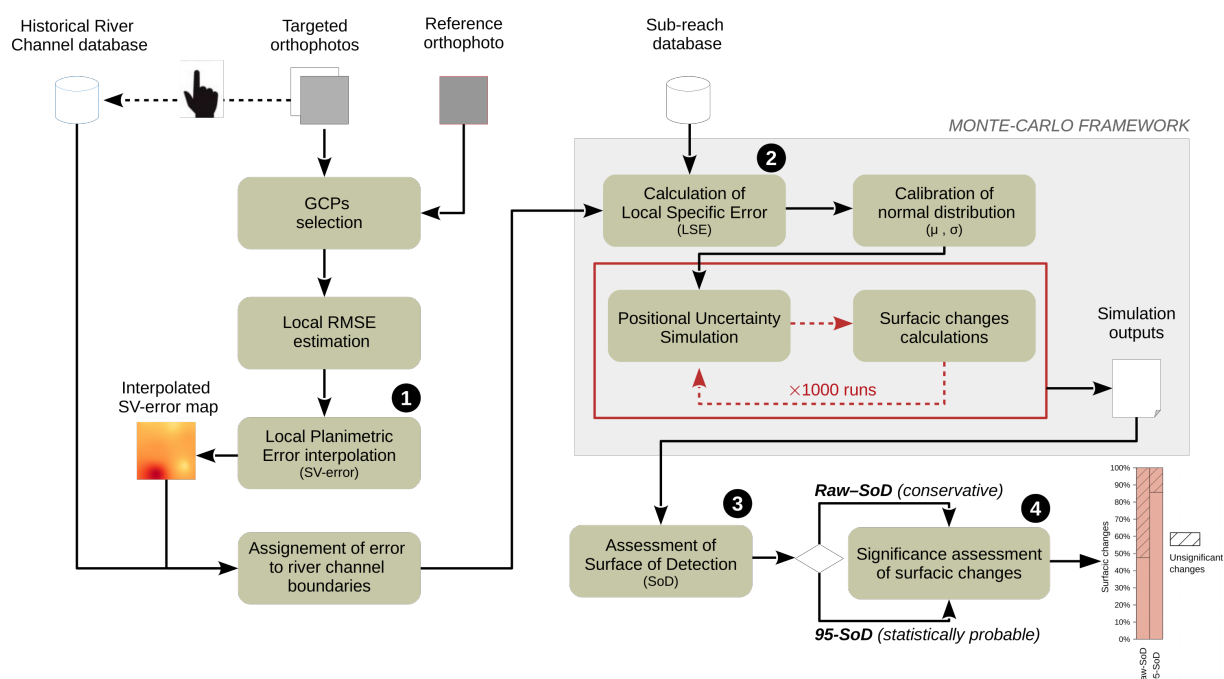 Historical River
Channel database
Targeted
orthophotos
Reference
orthophoto
Sub-reach
database
MONTE-CARLO FRAMEWORK
GCPs
selection
Local RMSE
estimation
Interpolated
SV-error map
1
Local Planimetric
Error interpolation
(SV-error)
Assignement of error
to river channel
boundaries
2
Calculation of
Local Specific Error
(LSE)
Calibration of
normal distribution
(μ , σ)
Positional Uncertainty
Simulation
Surfacic changes
calculations
×1000 runs
Simulation
outputs
3
Assessment of
Surface of Detection
(SoD)
Raw–SoD (conservative)
95-SoD (statistically probable)
4
Significance assessment
of surfacic changes
Surfacic changes
100%
90%
80%
70%
60%
50%
40%
30%
20%
10%
0%
aw-SoD
5-SoD
Unsignificant
changes